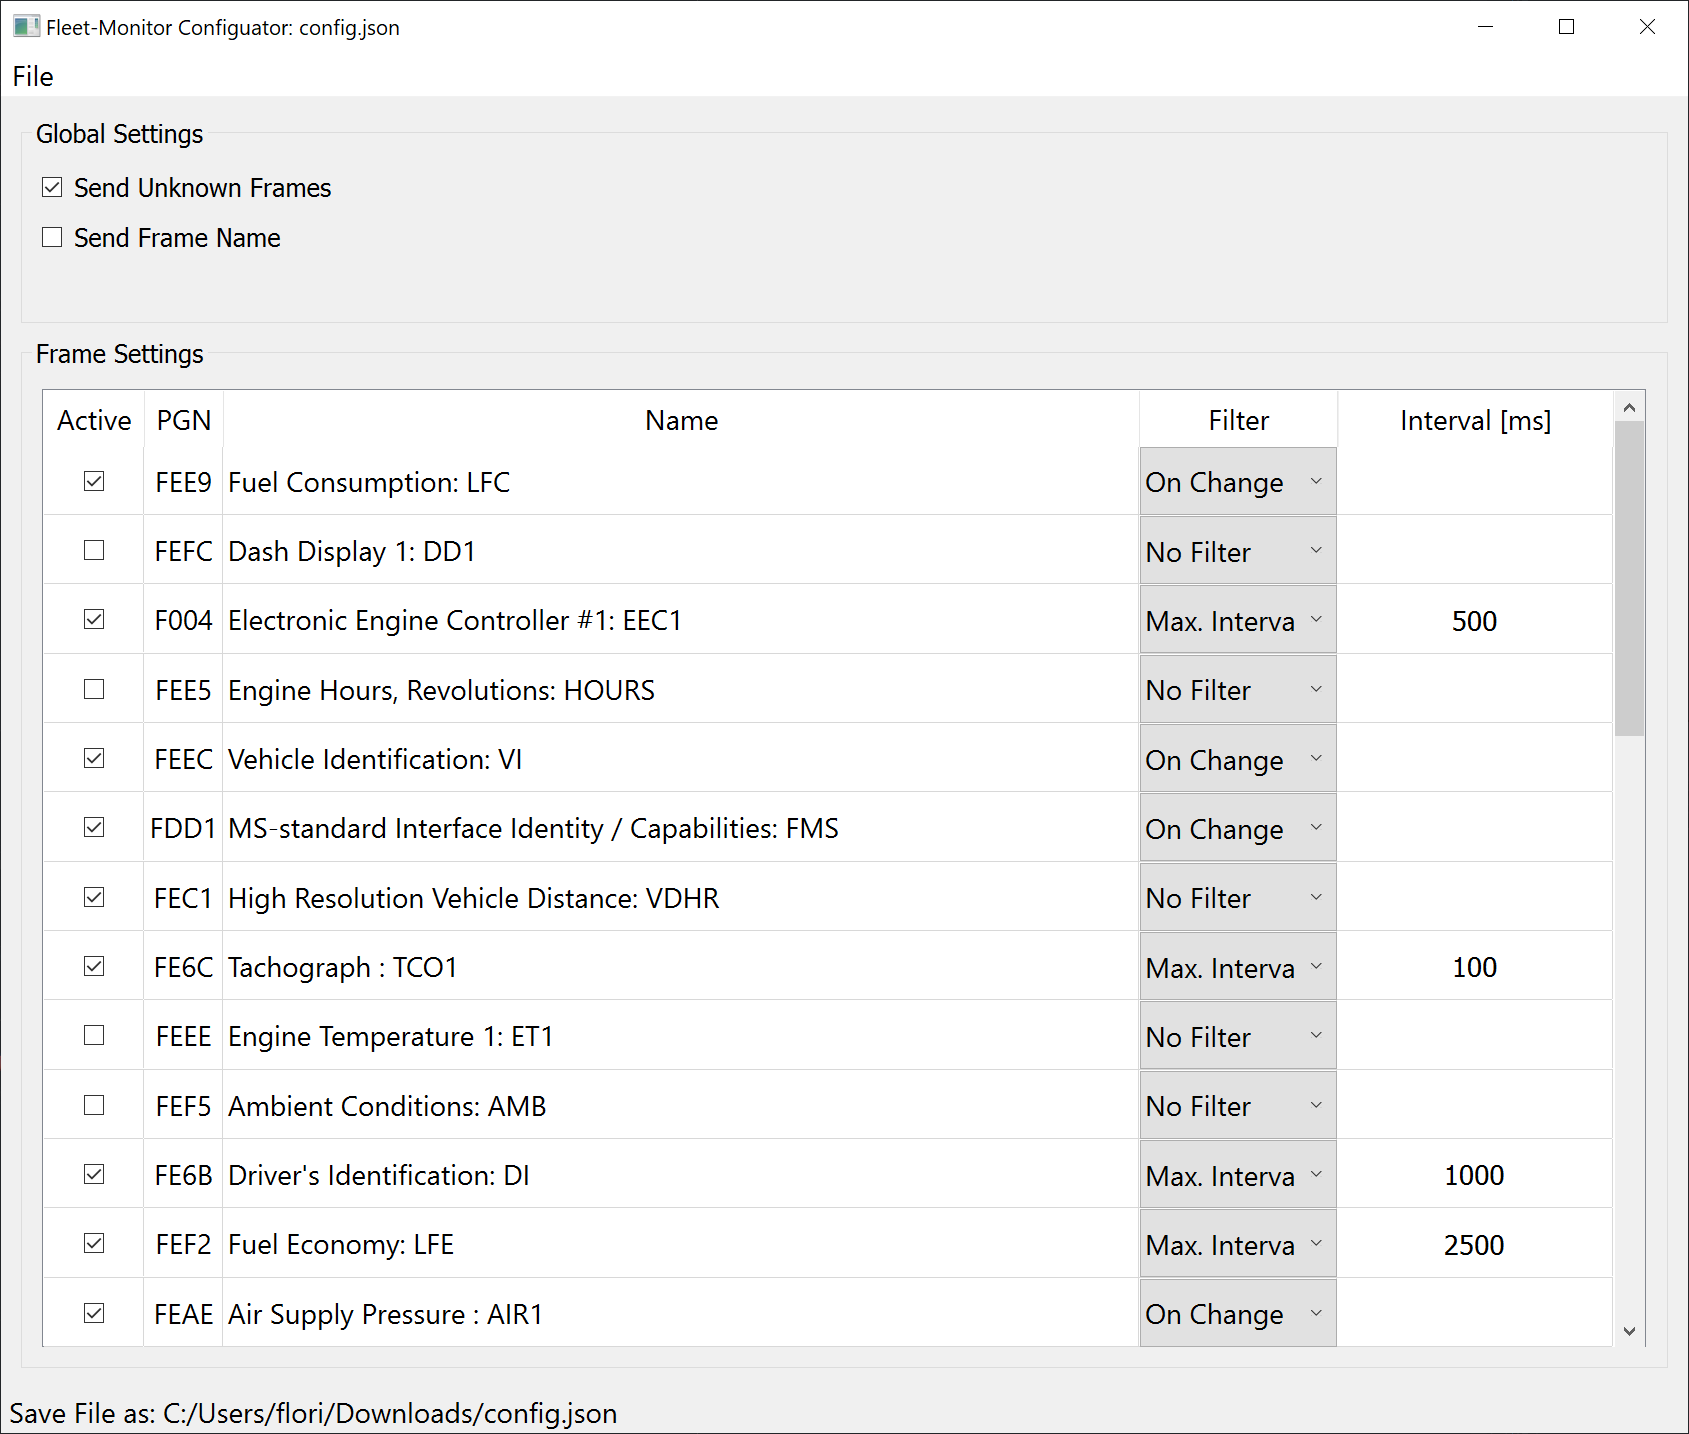 Fleet-Monitor Configuator: config.json
File
Global Settings
Send Unknown Frames
Send Frame Name
Frame Settings
Active PGN Name Filter Interval [ms]
FEE9 Fuel Consumption: LFC On Change
FEFC Dash Display 1: DD1 No Filter
F004 Electronic Engine Controller #1: EEC1 Max. Interva 500
FEE5 Engine Hours, Revolutions: HOURS No Filter
FEEC Vehicle Identification: VI On Change
FDD1 MS-standard Interface Identity / Capabilities: FMS On Change
FEC1 High Resolution Vehicle Distance: VDHR No Filter
FE6C Tachograph : TCO1 Max. Interva 100
FEEE Engine Temperature 1: ET1 No Filter
FEF5 Ambient Conditions: AMB No Filter
FE6B Driver's Identification: DI Max. Interva 1000
FEF2 Fuel Economy: LFE Max. Interva 2500
FEAE Air Supply Pressure : AIR1 On Change
Save File as: C:/Users/flori/Downloads/config.json